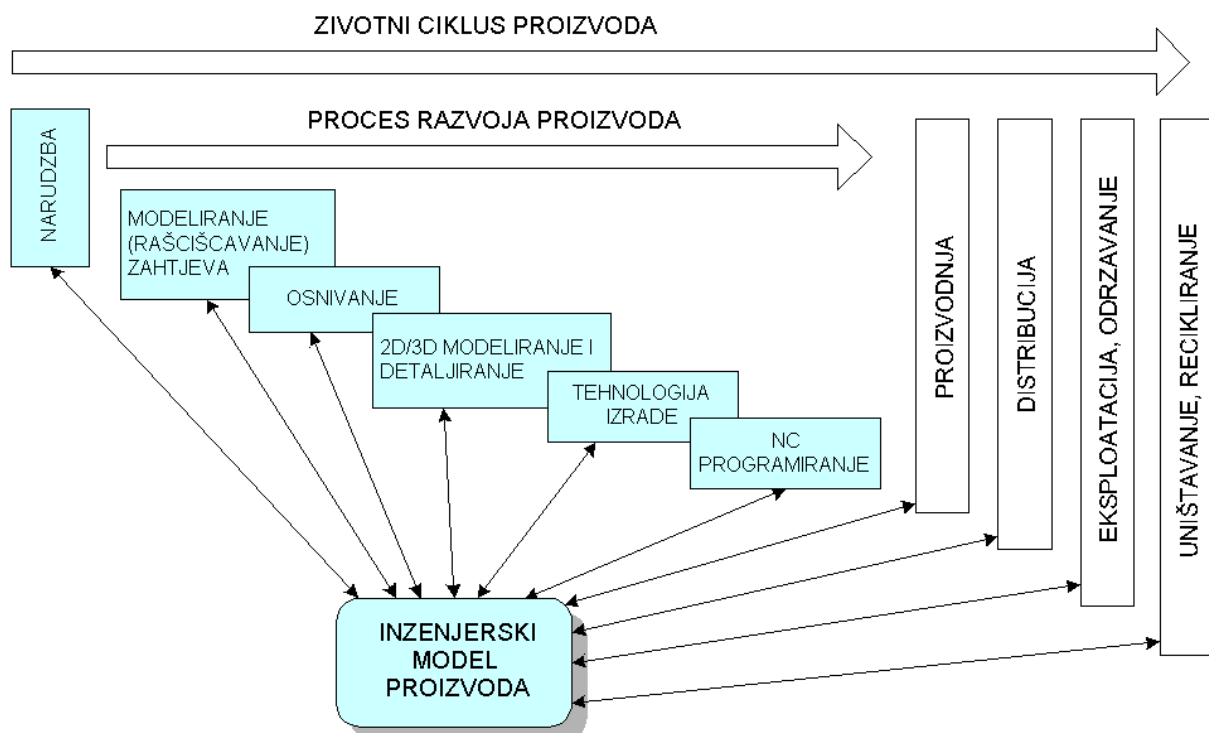 ZIVOTNI CIKLUS PROIZVODA
PROCES RAZVOJA PROIZVODA
NARUDZBA
MODELIRANJE
(RAŠCIŠCAVANJE)
ZAHTJEVA
OSNIVANJE
2D/3D MODELIRANJE I
DETALJIRANJE
TEHNOLOGIJA
IZRADE
NC
PROGRAMIRANJE
PROIZVODNJA
DISTRIBUCIJA
EKSPLOATACIJA, ODRZAVANJE
UNIŠTAVANJE, RECIKLIRANJE
INZENJERSKI
MODEL
PROIZVODA